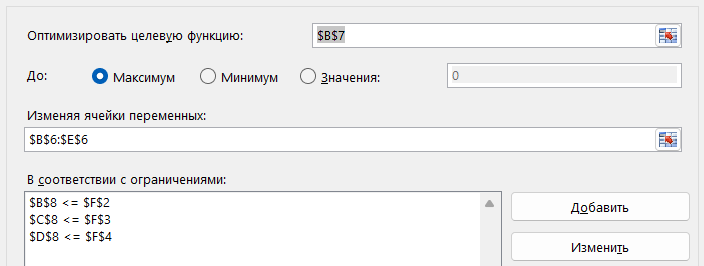 Оптимизировать целевую функцию: $B$7
До: Максимум Минимум Значения: 0
Изменяя ячейки переменных:
$B$6:$E$6
В соответствии с ограничениями:
$B$8 <= $F$2
$C$8 <= $F$3
$D$8 <= $F$4
Добавить
Изменить